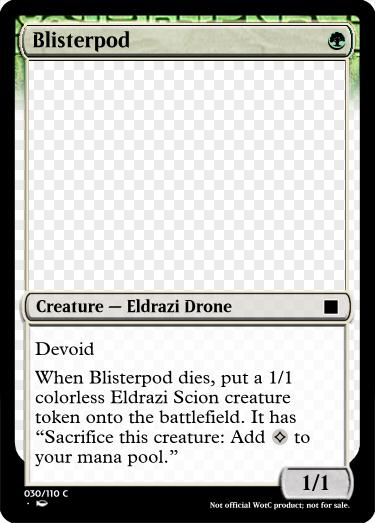 Blisterpod
Creature — Eldrazi Drone
Devoid
When Blisterpod dies, put a 1/1
colorless Eldrazi Scion creature
token onto the battlefield. It has
“Sacrifice this creature: Add to
your mana pool.”
1/1
030/110 C
Not official WotC product; not for sale.